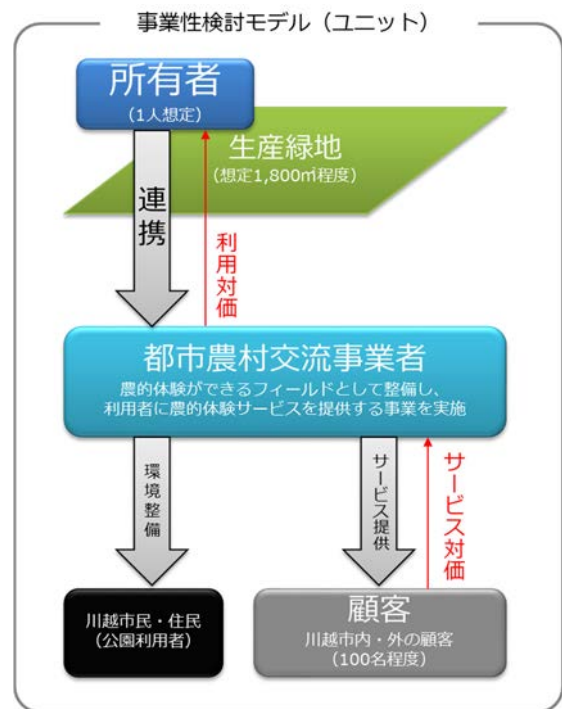 事業性検討モデル（ユニット）
所有者
（1人想定）
生産緑地
（想定1,800㎡程度）
連携
利用対価
都市農村交流事業者
農的体験ができるフィールドとして整備し、
利用者に農的体験サービスを提供する事業を実施
環境整備
サービス提供
サービス対価
川越市民・住民
（公園利用者）
顧客
川越市内・外の顧客
（100名程度）